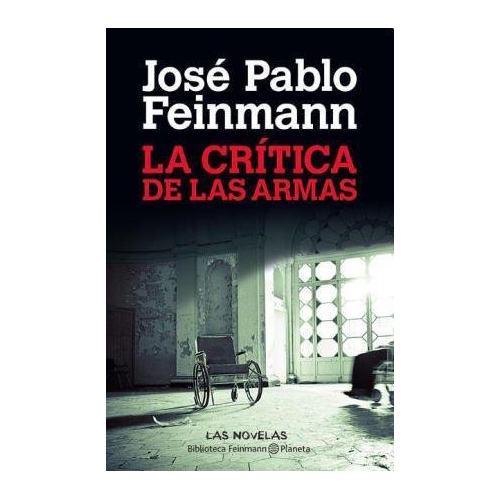 José Pablo
Feinmann
LA CRÍTICA
DE LAS ARMAS
LAS NOVELAS
Biblioteca Feinmann Planeta